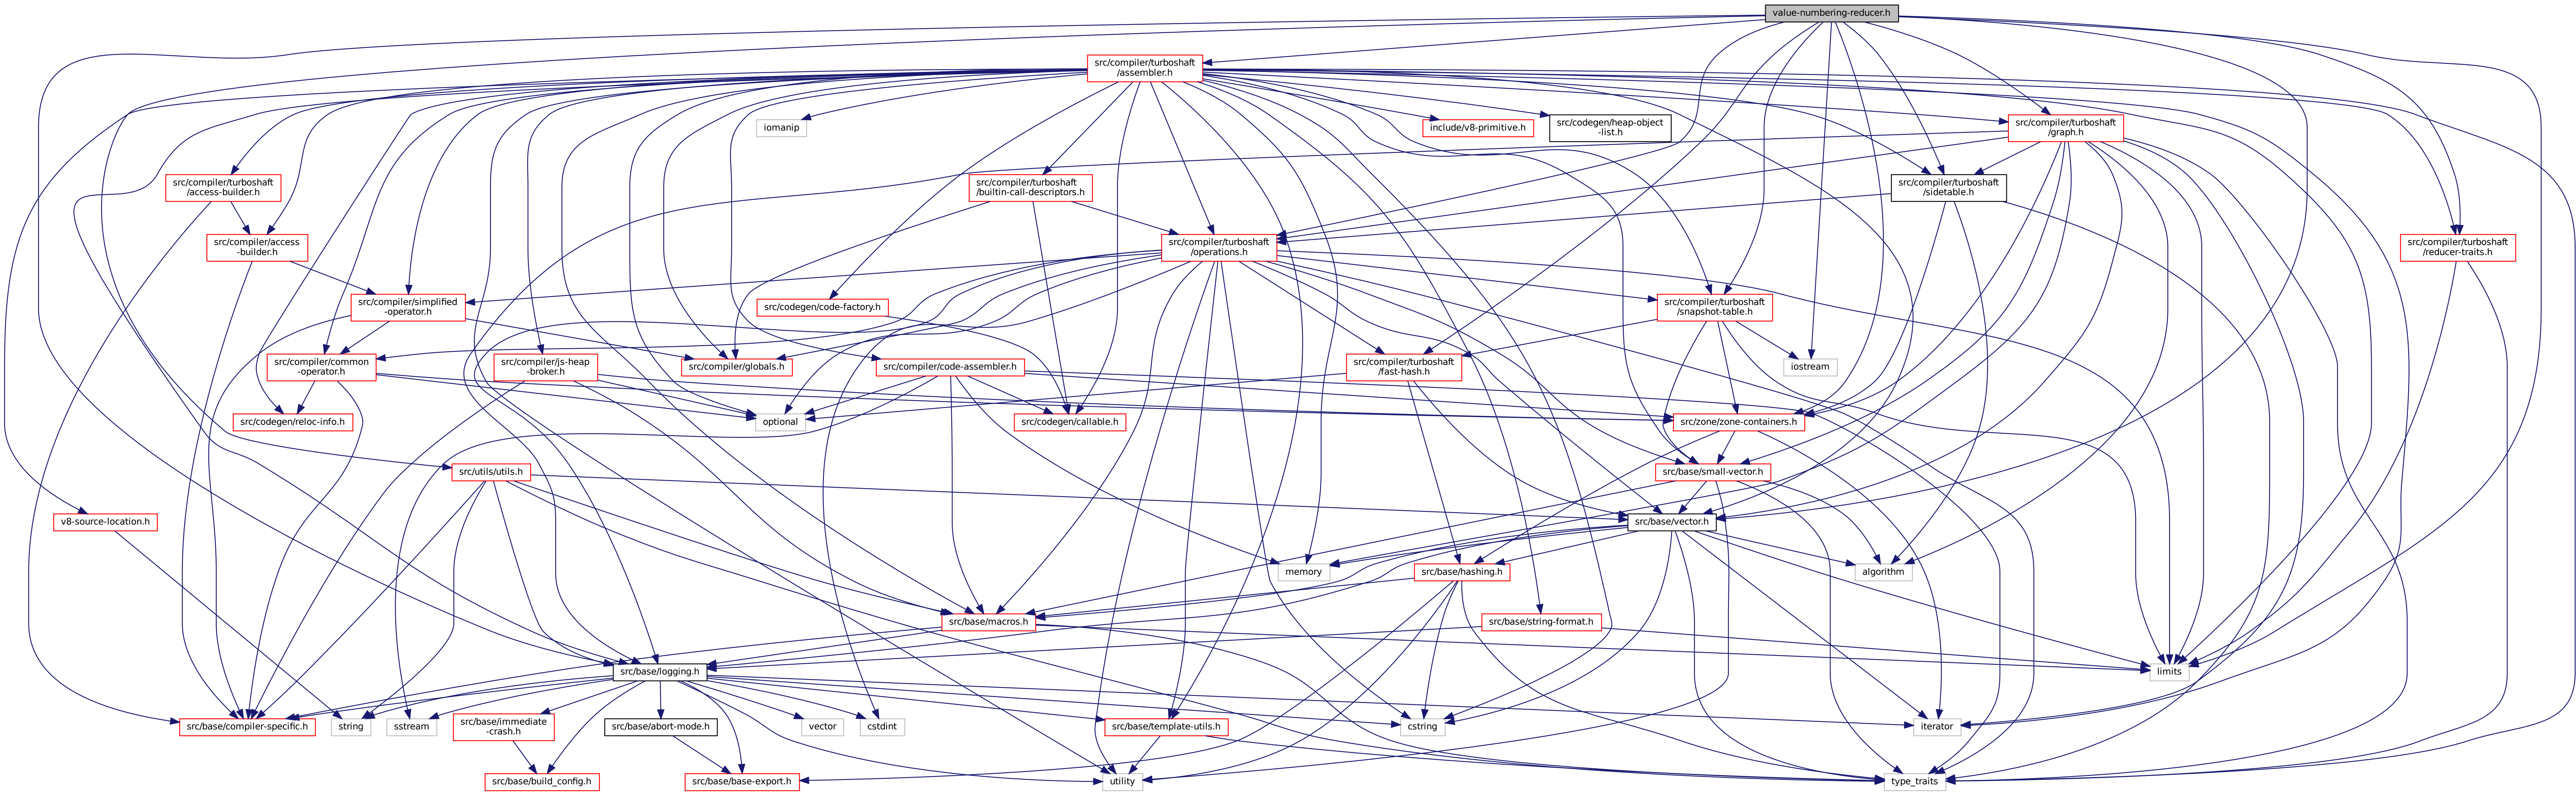 value-numbering-reducer.h
src/compiler/turboshaft
/assembler.h
iomanip
include/v8-primitive.h
src/codegen/heap-object
-list.h
src/compiler/turboshaft
/graph.h
src/compiler/turboshaft
/access-builder.h
src/compiler/turboshaft
/builtin-call-descriptors.h
src/compiler/turboshaft
/sidetable.h
src/compiler/access
-builder.h
src/compiler/turboshaft
/operations.h
src/compiler/turboshaft
/reducer-traits.h
src/compiler/simplified
-operator.h
src/codegen/code-factory.h
src/compiler/turboshaft
/snapshot-table.h
src/compiler/common
-operator.h
src/compiler/js-heap
-broker.h
src/compiler/globals.h
src/compiler/code-assembler.h
src/compiler/turboshaft
/fast-hash.h
iostream
src/codegen/reloc-info.h
optional
src/codegen/callable.h
src/zone/zone-containers.h
src/utils/utils.h
src/base/small-vector.h
v8-source-location.h
src/base/vector.h
memory
src/base/hashing.h
algorithm
src/base/macros.h
src/base/string-format.h
src/base/logging.h
limits
src/base/compiler-specific.h
string
sstream
src/base/immediate
-crash.h
src/base/abort-mode.h
vector
cstdint
src/base/template-utils.h
cstring
iterator
src/base/build_config.h
src/base/base-export.h
utility
type_traits